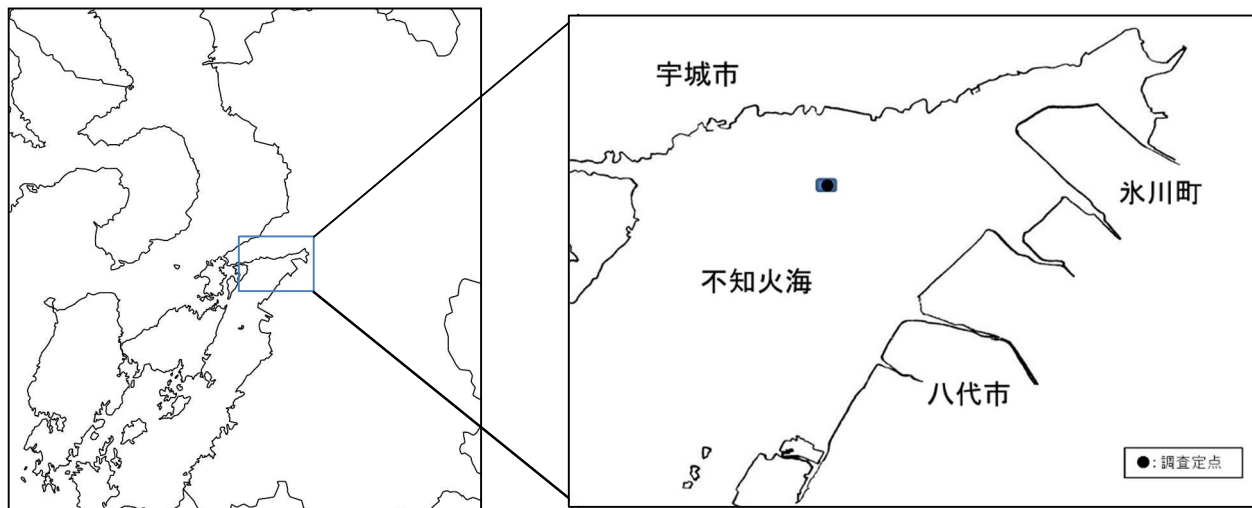 宇城市
氷川町
不知火海
八代市
●:調査定点